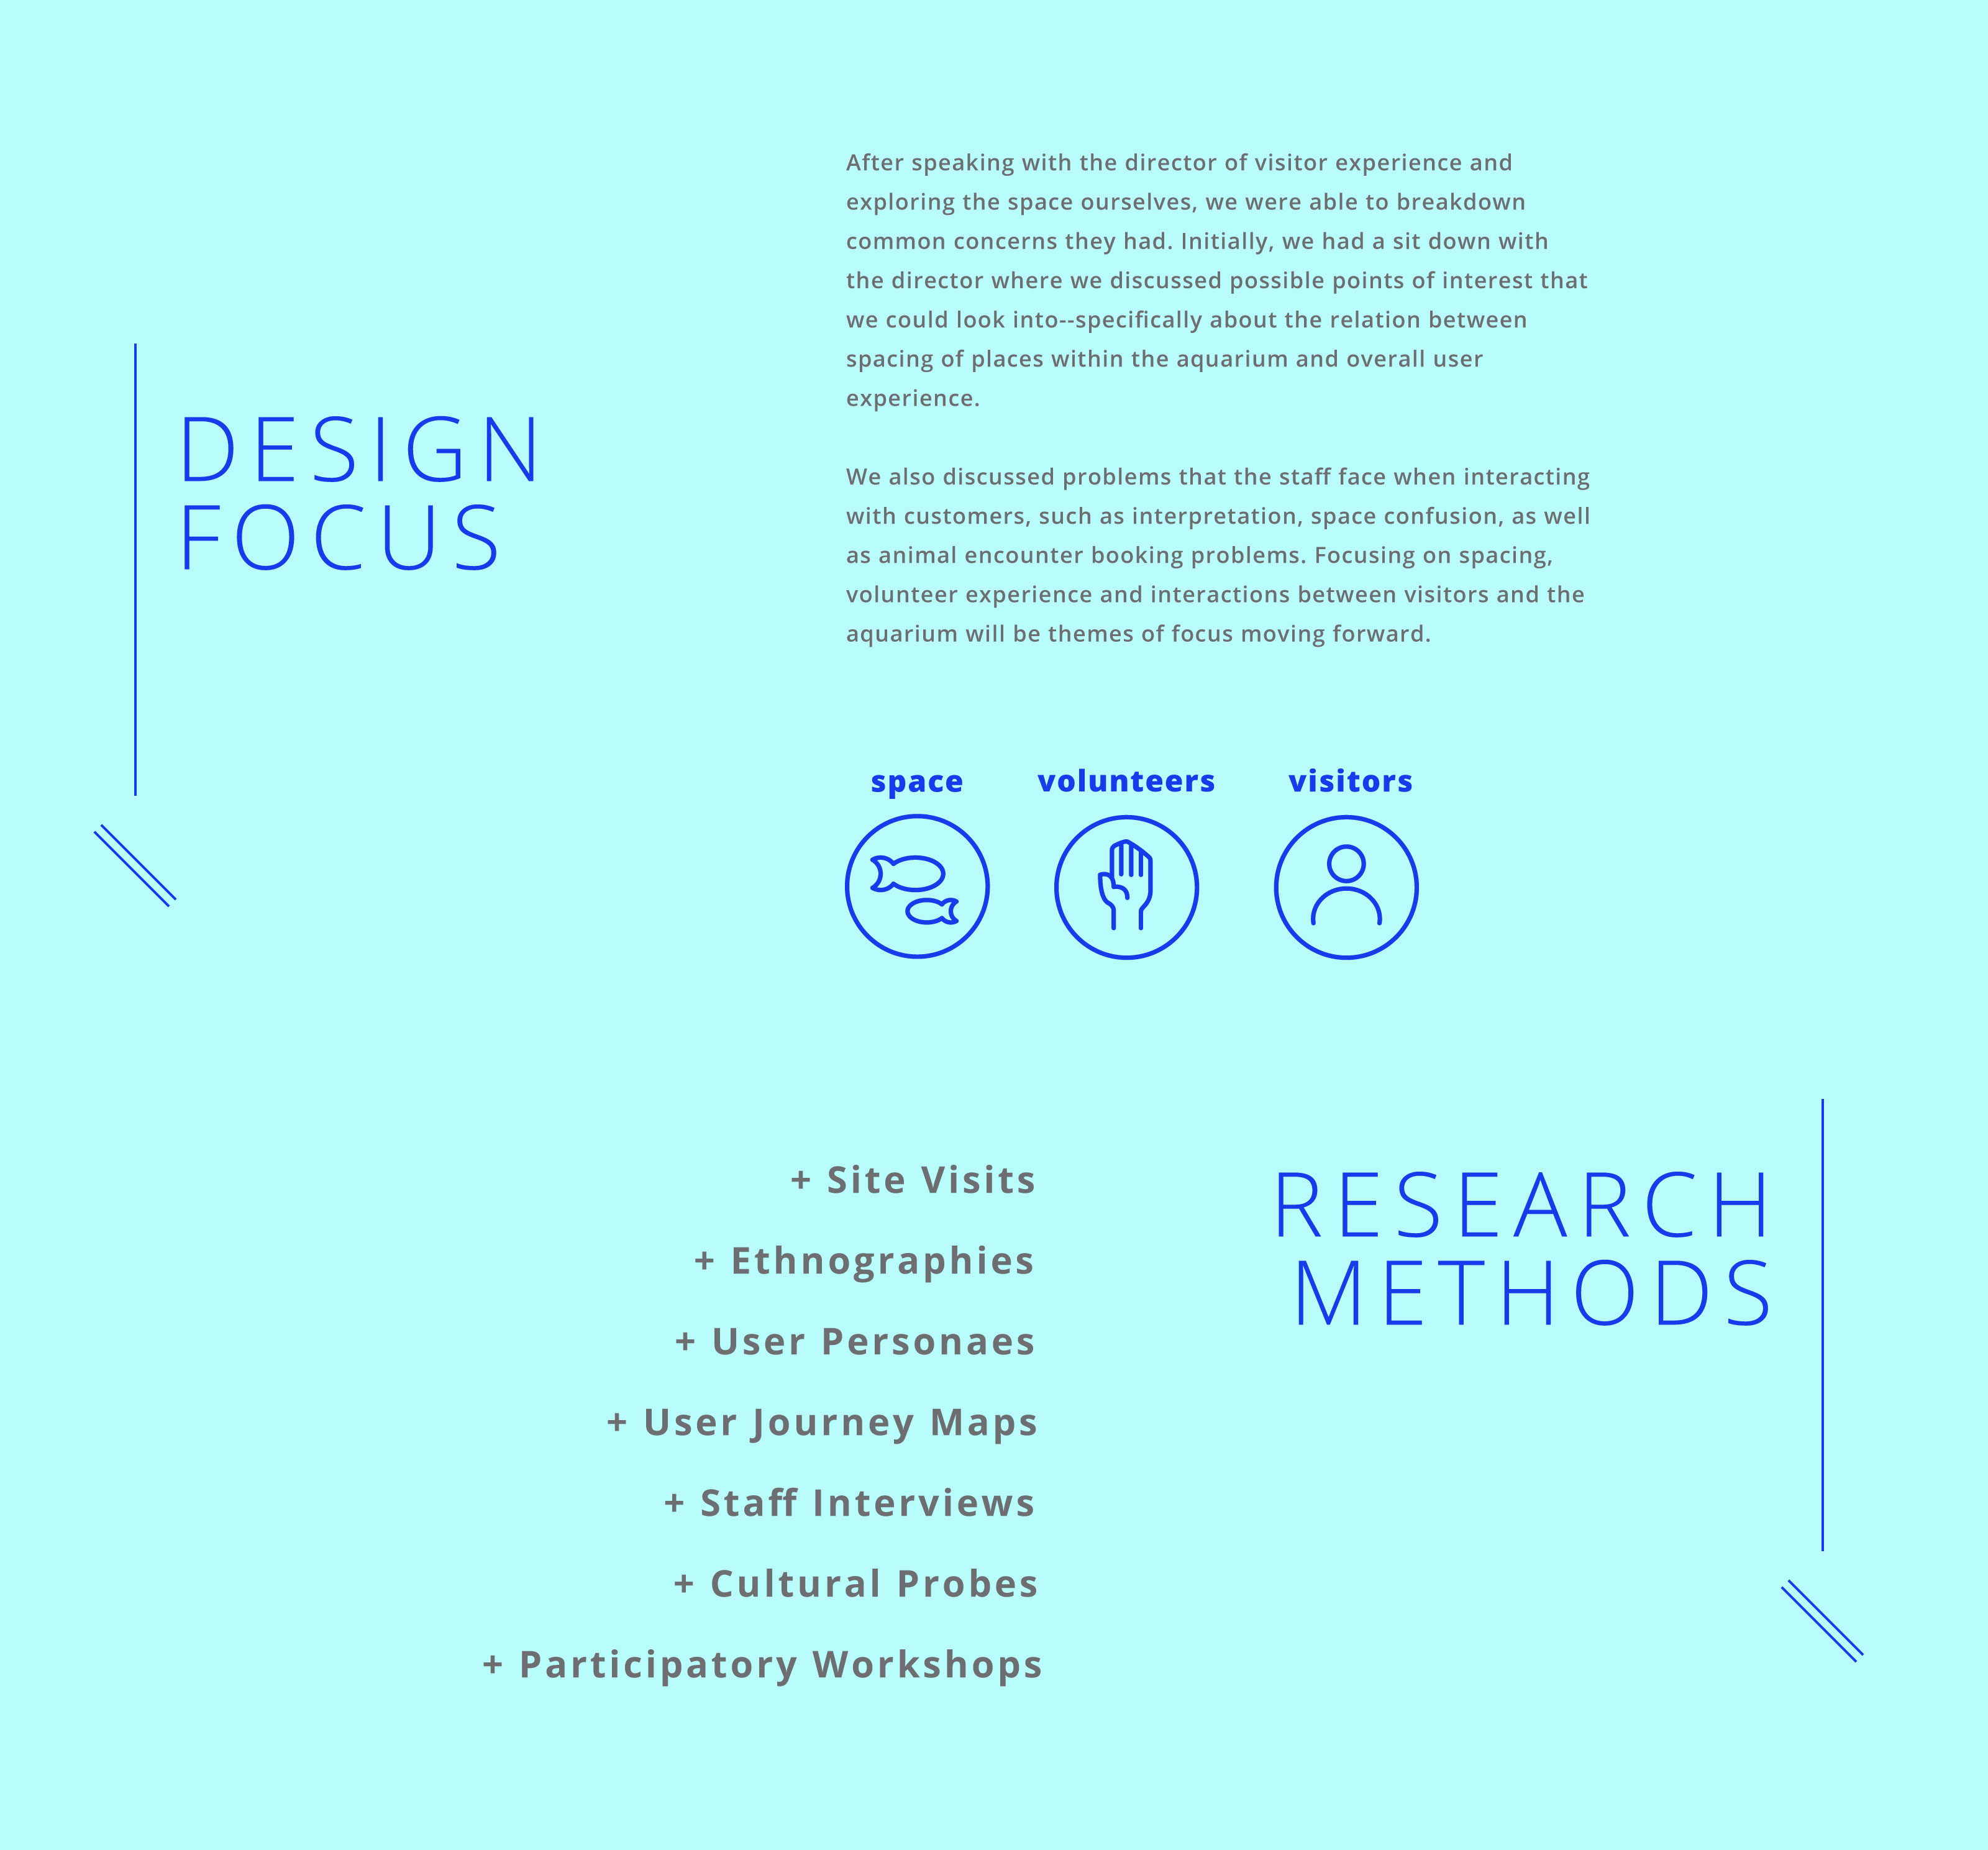 DESIGN
FOCUS
After speaking with the director of visitor experience and
exploring the space ourselves, we were able to breakdown
common concerns they had. Initially, we had a sit down with
the director where we discussed possible points of interest that
we could look into--specifically about the relation between
spacing of places within the aquarium and overall user
experience.
We also discussed problems that the staff face when interacting
with customers, such as interpretation, space confusion, as well
as animal encounter booking problems. Focusing on spacing,
volunteer experience and interactions between visitors and the
aquarium will be themes of focus moving forward.
space
volunteers
visitors
RESEARCH
METHODS
+ Site Visits
+ Ethnographies
+ User Personaes
+ User Journey Maps
+ Staff Interviews
+ Cultural Probes
+ Participatory Workshops